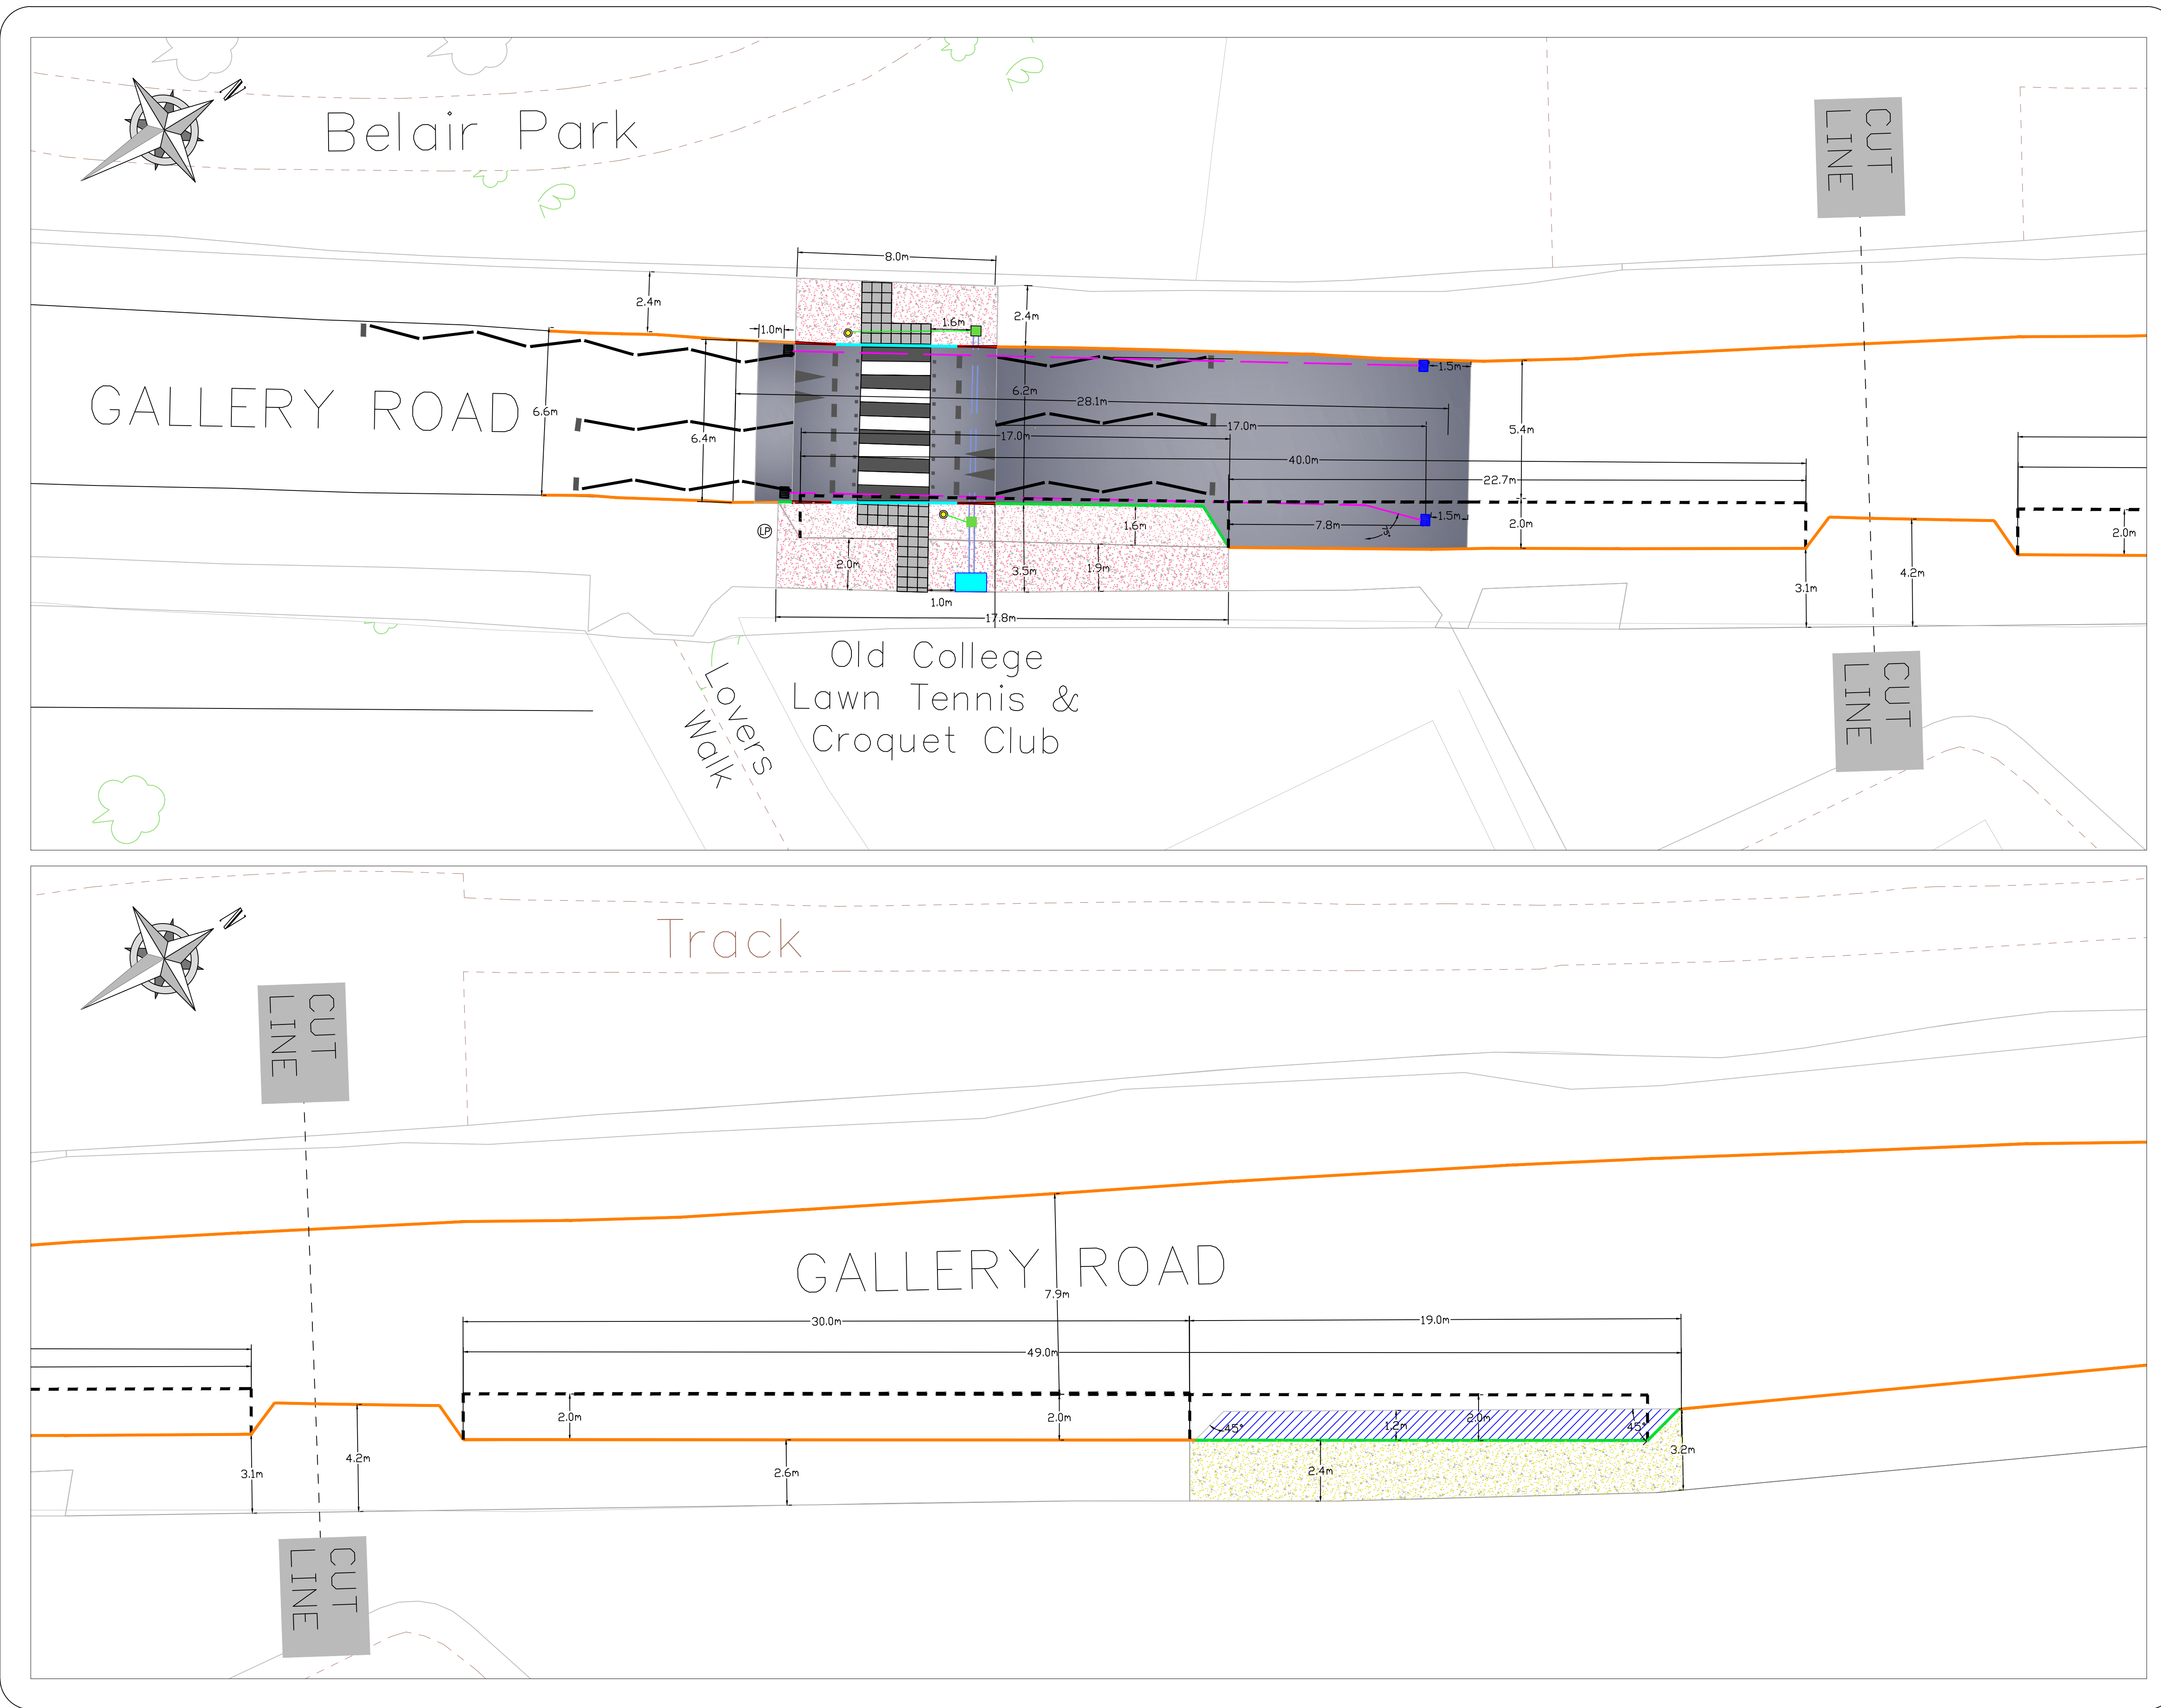 N
Belair Park
CUT
LINE
8.0m
2.4m
2.4m
1.0m
1.6m
GALLERY ROAD
6.6m
6.4m
6.2m
28.1m
1.5m
17.0m
17.0m
5.4m
40.0m
22.7m
1.5m
7.8m
2.0m
1.6m
2.0m
LP
2.0m
3.5m
1.9m
3.1m
4.2m
1.0m
17.8m
Old College
Lawn Tennis &
Croquet Club
Lovers
Walk
CUT
LINE
N
Track
CUT
LINE
GALLERY ROAD
7.9m
30.0m
19.0m
49.0m
2.0m
2.0m
2.0m
1.2m
45°
45°
3.2m
3.1m
4.2m
2.6m
2.4m
CUT
LINE